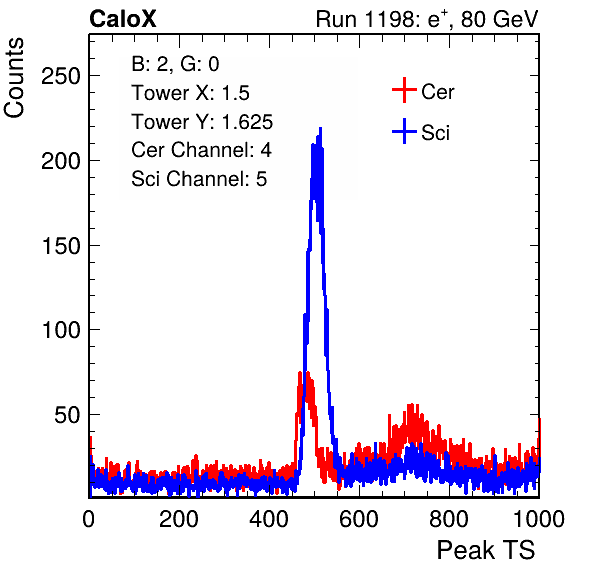 CaloX
Run 1198: e⁺, 80 GeV
Counts
B: 2, G: 0
Tower X: 1.5
Tower Y: 1.625
Cer Channel: 4
Sci Channel: 5
Cer
Sci
250
200
150
100
50
0 200 400 600 800 1000
Peak TS